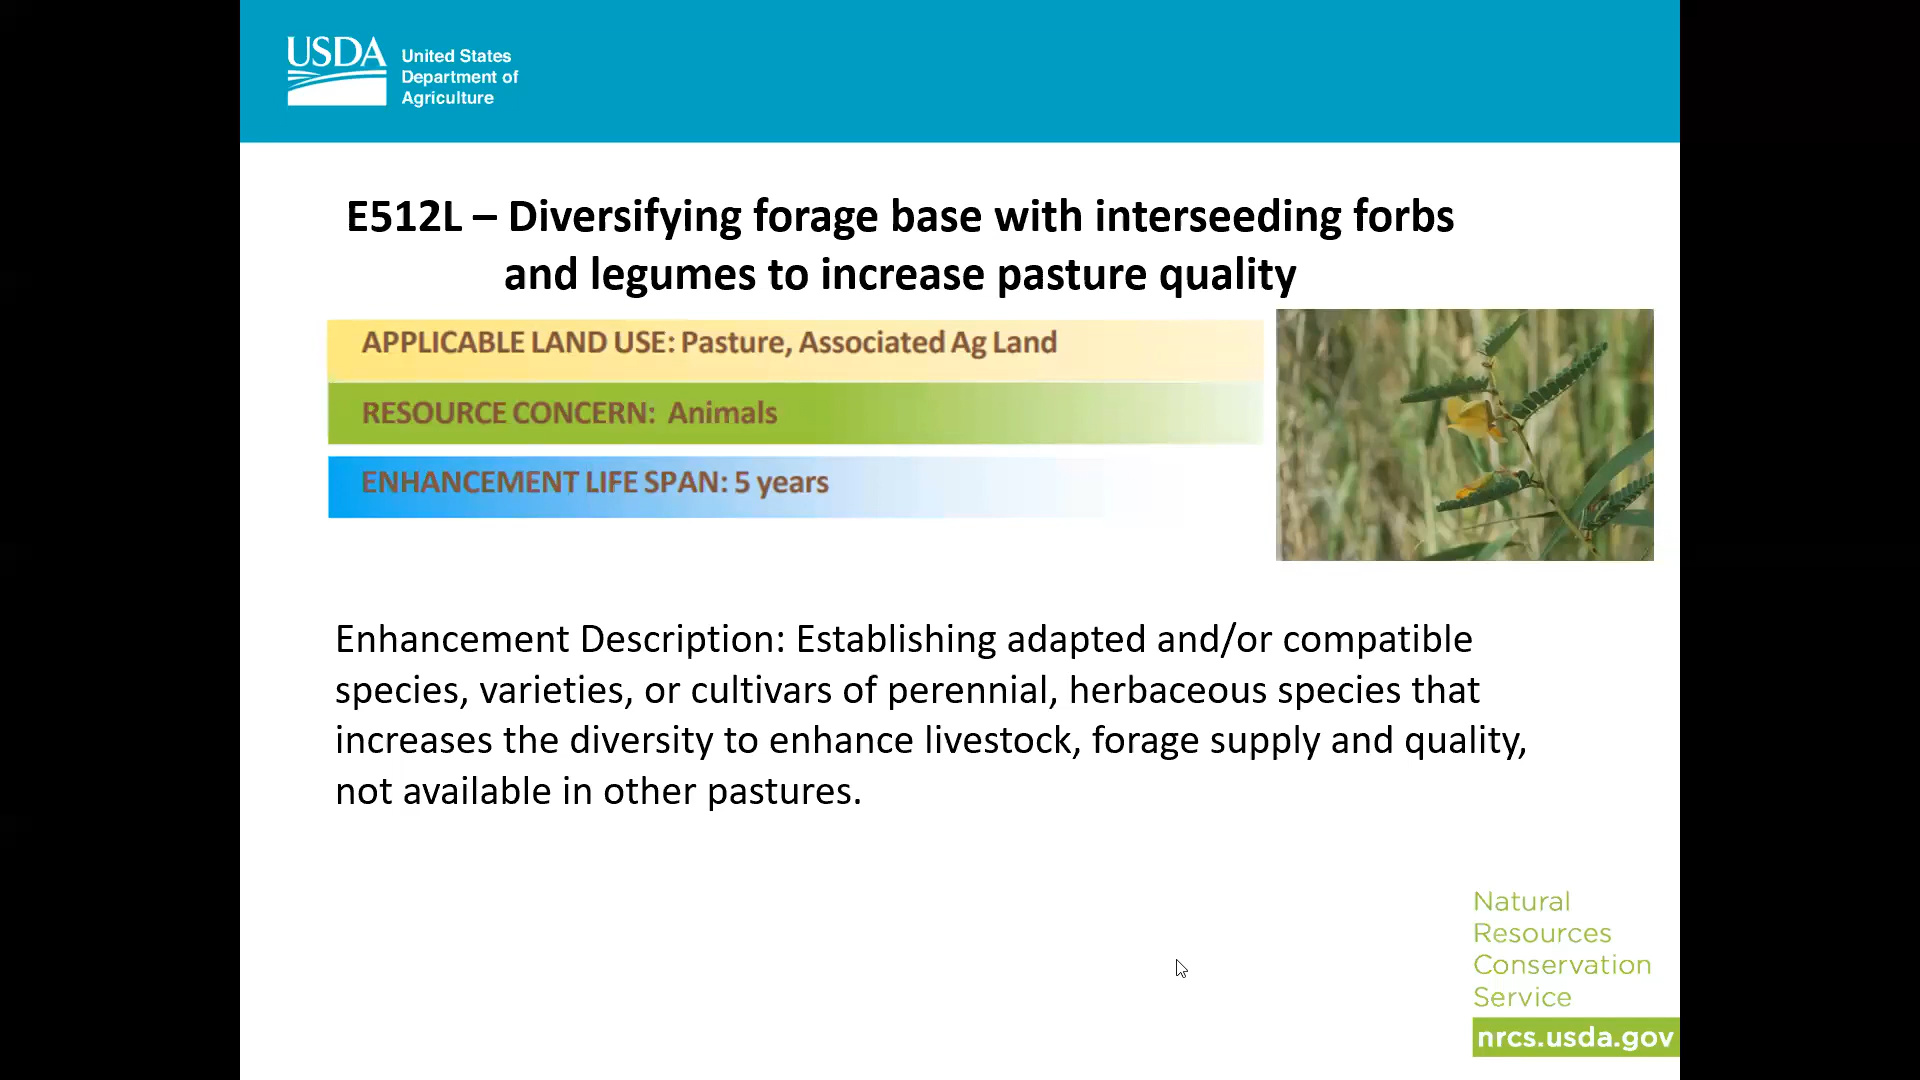 USDA
United States
Department of
Agriculture
E512L – Diversifying forage base with interseeding forbs
and legumes to increase pasture quality
APPLICABLE LAND USE: Pasture, Associated Ag Land
RESOURCE CONCERN: Animals
ENHANCEMENT LIFE SPAN: 5 years
Enhancement Description: Establishing adapted and/or compatible
species, varieties, or cultivars of perennial, herbaceous species that
increases the diversity to enhance livestock, forage supply and quality,
not available in other pastures.
Natural
Resources
Conservation
Service
nrcs.usda.gov